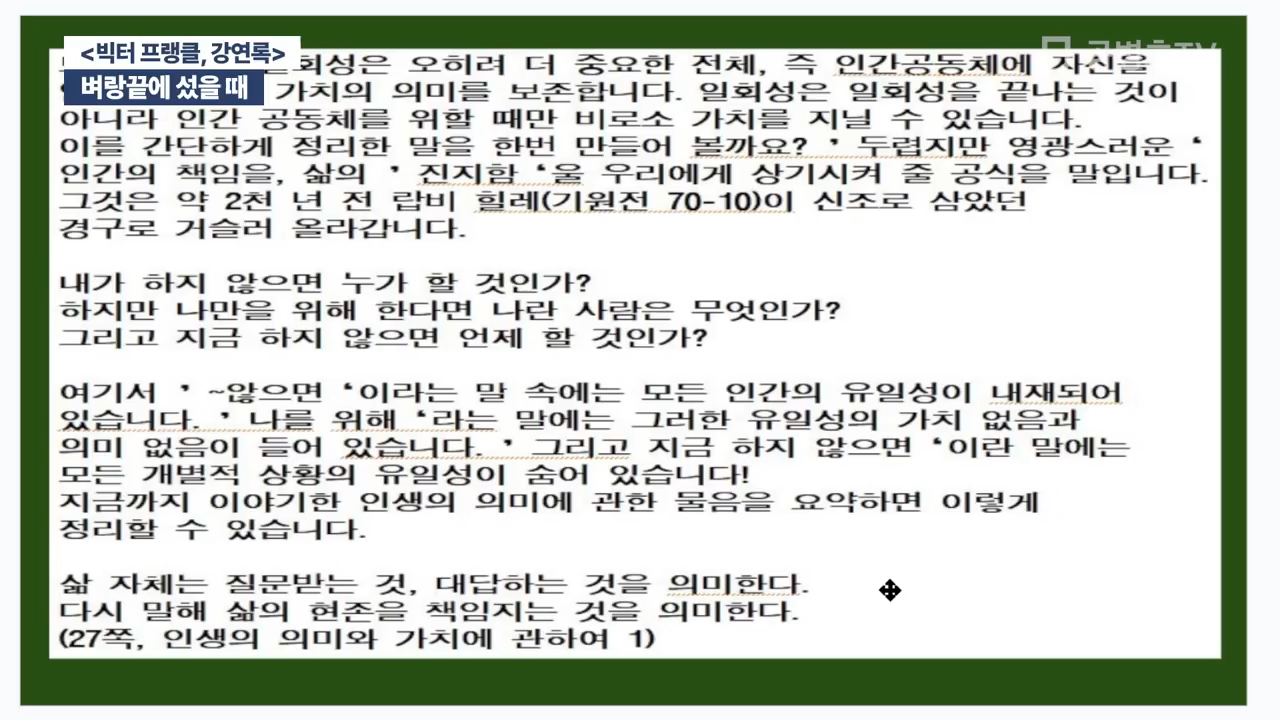 <빅터 프랭클, 강연록>
벼랑끝에 섰을 때
일회성은 오히려 더 중요한 전체, 즉 인간공동체에 자신을
가치의 의미를 보존합니다. 일회성은 일회성을 끝나는 것이
아니라 인간 공동체를 위할 때만 비로소 가치를 지닐 수 있습니다.
이를 간단하게 정리한 말을 한번 만들어 볼까요? ’ 두렵지만 영광스러운 ‘
인간의 책임을, 삶의 ’ 진지함 ‘울 우리에게 상기시켜 줄 공식을 말입니다.
그것은 약 2천 년 전 랍비 힐레(기원전 70-10)이 신조로 삼았던
경구로 거슬러 올라갑니다.
내가 하지 않으면 누가 할 것인가?
하지만 나만을 위해 한다면 나란 사람은 무엇인가?
그리고 지금 하지 않으면 언제 할 것인가?
여기서 ’ ~않으면 ‘이라는 말 속에는 모든 인간의 유일성이 내재되어
있습니다. ’ 나를 위해 ‘라는 말에는 그러한 유일성의 가치 없음과
의미 없음이 들어 있습니다. ’ 그리고 지금 하지 않으면 ‘이란 말에는
모든 개별적 상황의 유일성이 숨어 있습니다!
지금까지 이야기한 인생의 의미에 관한 물음을 요약하면 이렇게
정리할 수 있습니다.
삶 자체는 질문받는 것, 대답하는 것을 의미한다.
다시 말해 삶의 현존을 책임지는 것을 의미한다.
(27쪽, 인생의 의미와 가치에 관하여 1)